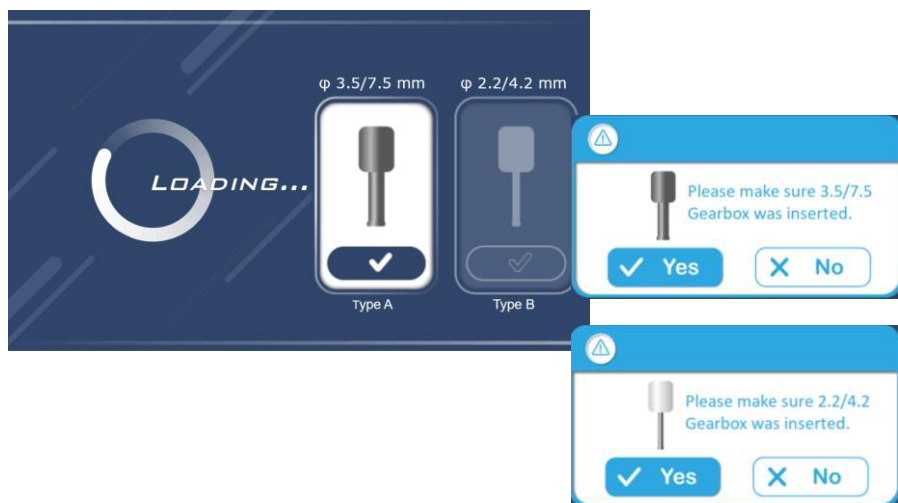 φ 3.5/7.5 mm
φ 2.2/4.2 mm
LOADING...
Type A
Type B
Please make sure 3.5/7.5
Gearbox was inserted.
Yes
No
Please make sure 2.2/4.2
Gearbox was inserted.
Yes
No